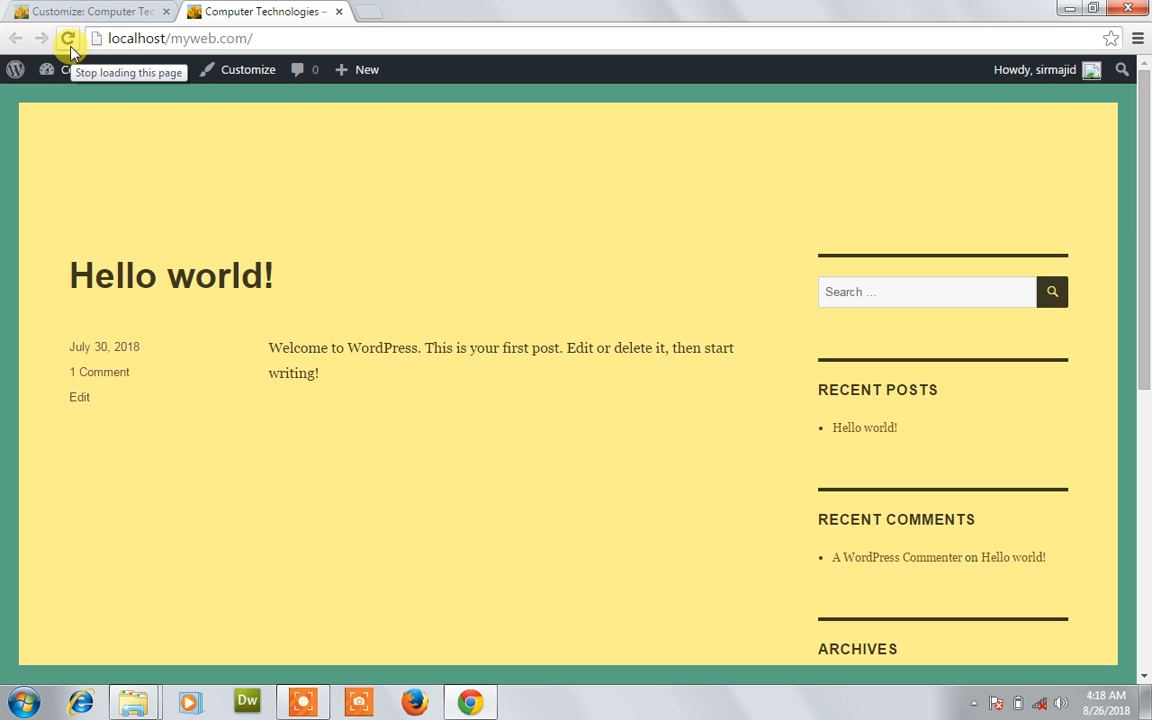 Customize: Computer Tec
Computer Technologies –
localhost/myweb.com/
Stop loading this page
Customize
0
New
Howdy, sirmajid
Hello world!
July 30, 2018
1 Comment
Edit
Welcome to WordPress. This is your first post. Edit or delete it, then start
writing!
Search …
RECENT POSTS
Hello world!
RECENT COMMENTS
A WordPress Commenter on Hello world!
ARCHIVES
Dw
4:18 AM
8/26/2018